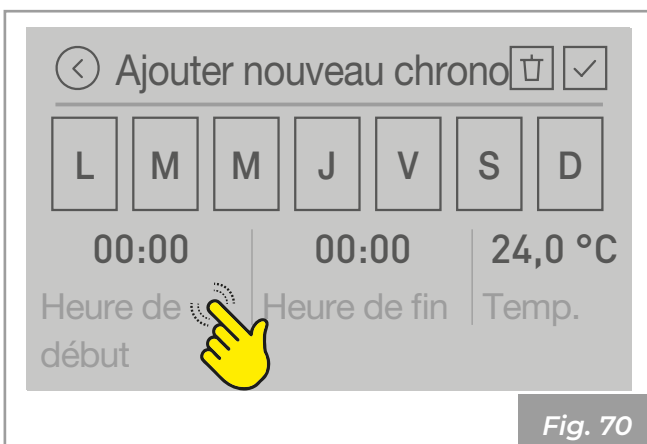 Ajouter nouveau chrono
L M M J V S D
00:00 00:00 24,0 °C
Heure de Heure de fin Temp.
début
Fig. 70